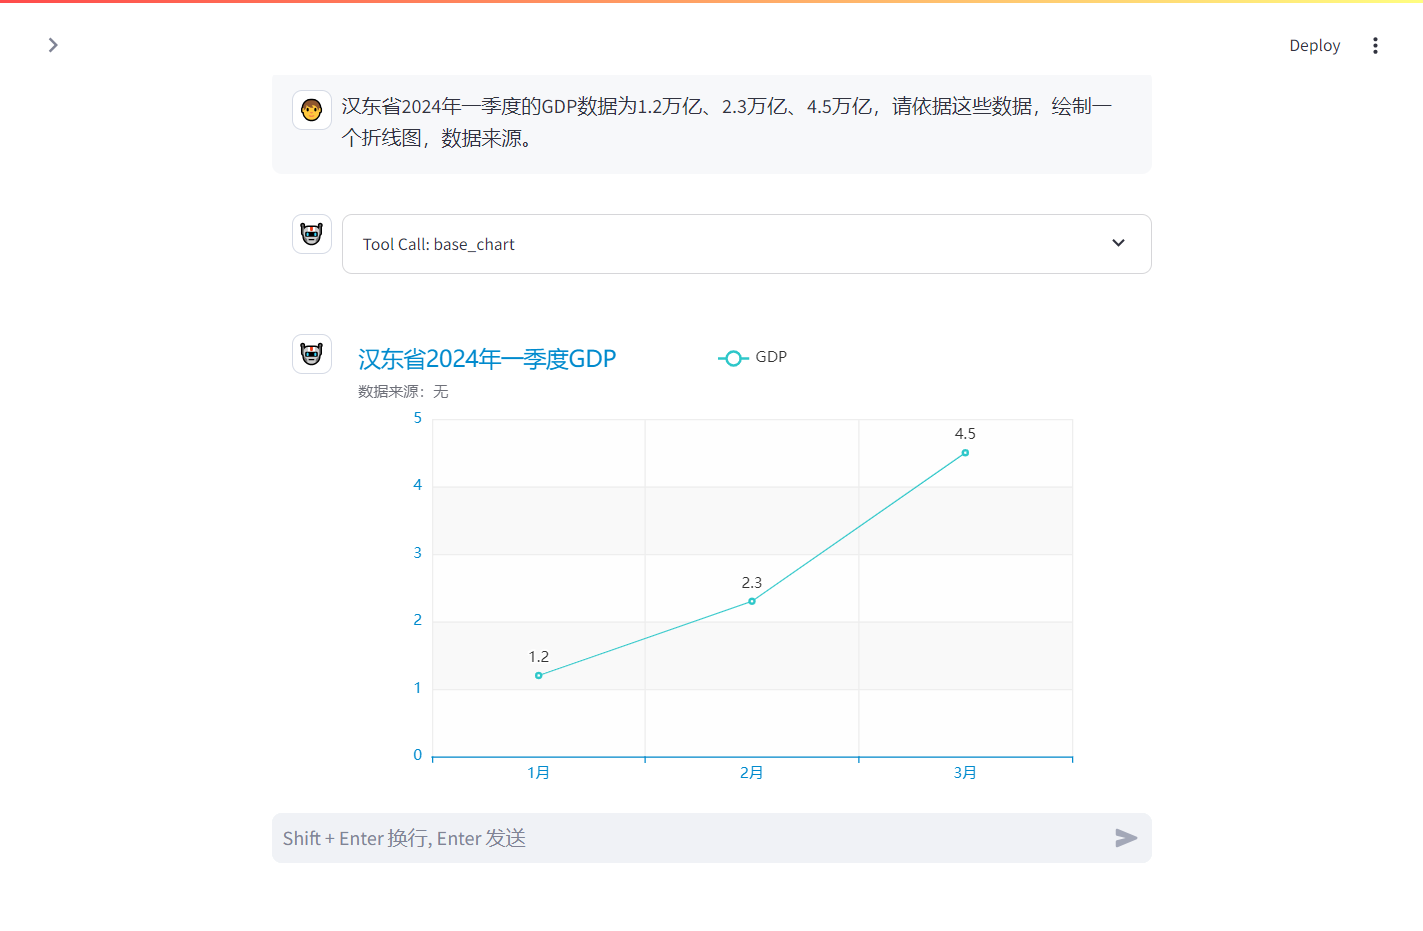 Deploy
汉东省2024年一季度的GDP数据为1.2万亿、2.3万亿、4.5万亿，请依据这些数据，绘制一
个折线图，数据来源。
Tool Call: base_chart
汉东省2024年一季度GDP
GDP
数据来源：无
5
4
3
2
1
0
4.5
2.3
1.2
1月
2月
3月
Shift + Enter 换行, Enter 发送